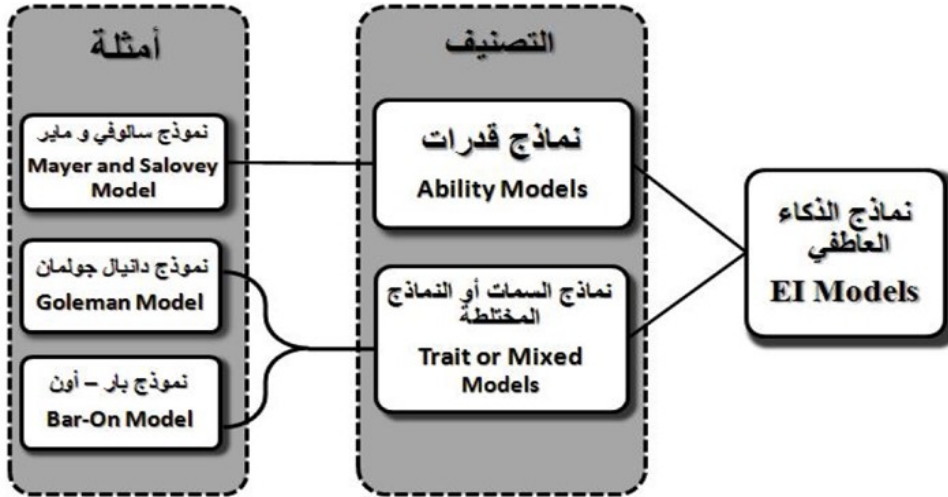 نماذج الذكاء
العاطفي
EI Models
التصنيف
نماذج قدرات
Ability Models
نماذج السمات أو النماذج
المختلطة
Trait or Mixed
Models
أمثلة
نموذج سالوفي و ماير
Mayer and Salovey
Model
نموذج دانيال جولمان
Goleman Model
نموذج بار – أون
Bar-On Model